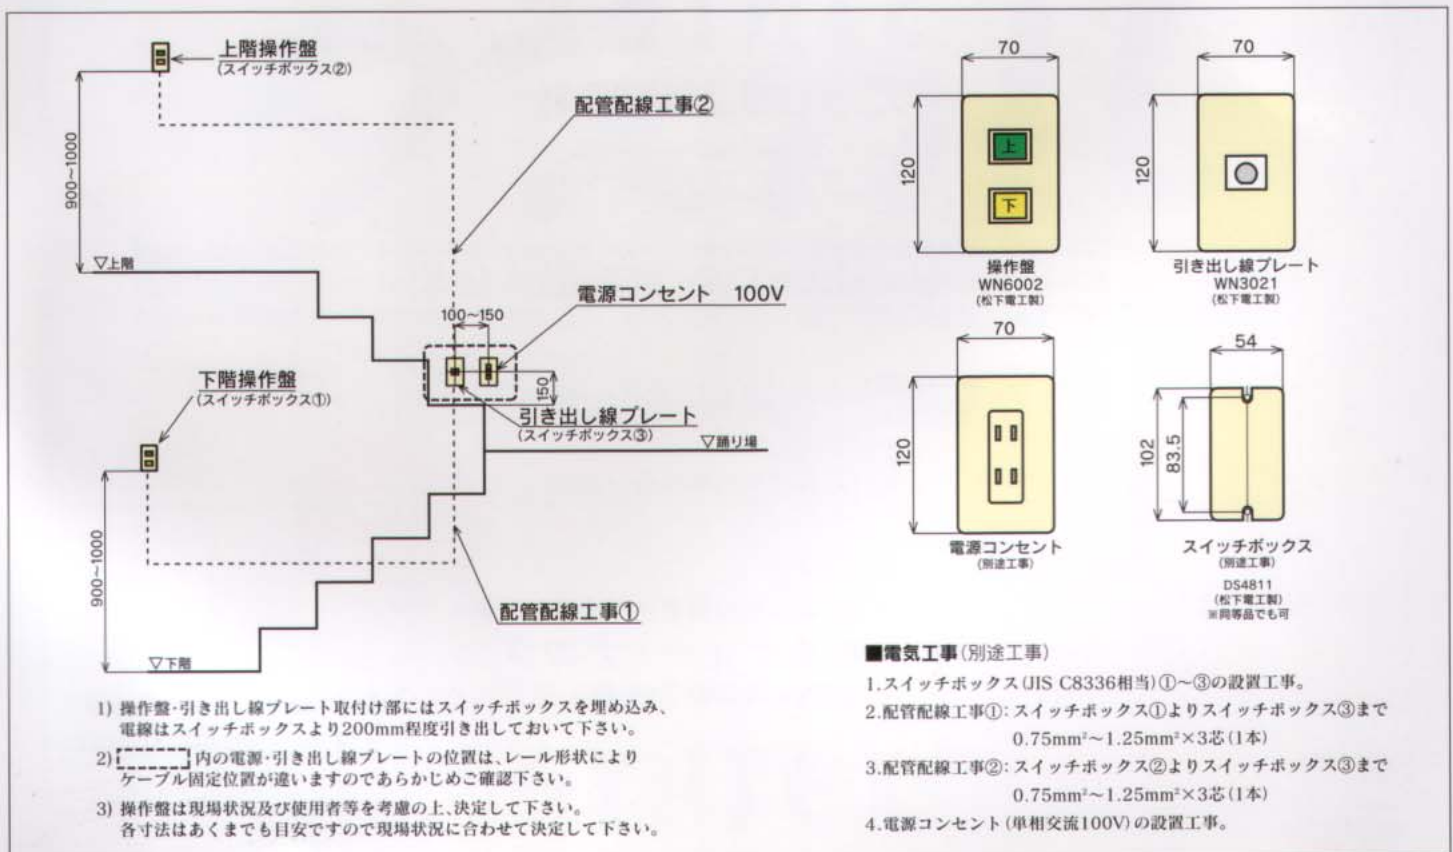 上階操作盤
(スイッチボックス②)
900~1000
▽上階
配管配線工事②
電源コンセント 100V
100~150
150
引き出し線プレート
(スイッチボックス③)
▽踊り場
下階操作盤
(スイッチボックス①)
900~1000
▽下階
配管配線工事①
70
120
上
下
操作盤
WN6002
(松下電工製)
70
120
引き出し線プレート
WN3021
(松下電工製)
70
120
電源コンセント
(別途工事)
54
102
83.5
スイッチボックス
(別途工事)
DS4811
(松下電工製)
※同等品でも可
1) 操作盤·引き出し線プレート取付け部にはスイッチボックスを埋め込み、
電線はスイッチボックスより200mm程度引き出しておいて下さい。
2) 内の電源·引き出し線プレートの位置は、レール形状により
ケーブル固定位置が違いますのであらかじめご確認下さい。
3) 操作盤は現場状況及び使用者等を考慮の上、決定して下さい。
各寸法はあくまでも目安ですので現場状況に合わせて決定して下さい。
■電気工事(別途工事)
1.スイッチボックス(JIS C8336相当)①~③の設置工事。
2.配管配線工事①:スイッチボックス①よりスイッチボックス③まで
0.75mm²~1.25mm²×3芯(1本)
3.配管配線工事②:スイッチボックス②よりスイッチボックス③まで
0.75mm²~1.25mm²×3芯(1本)
4.電源コンセント(単相交流100V)の設置工事。